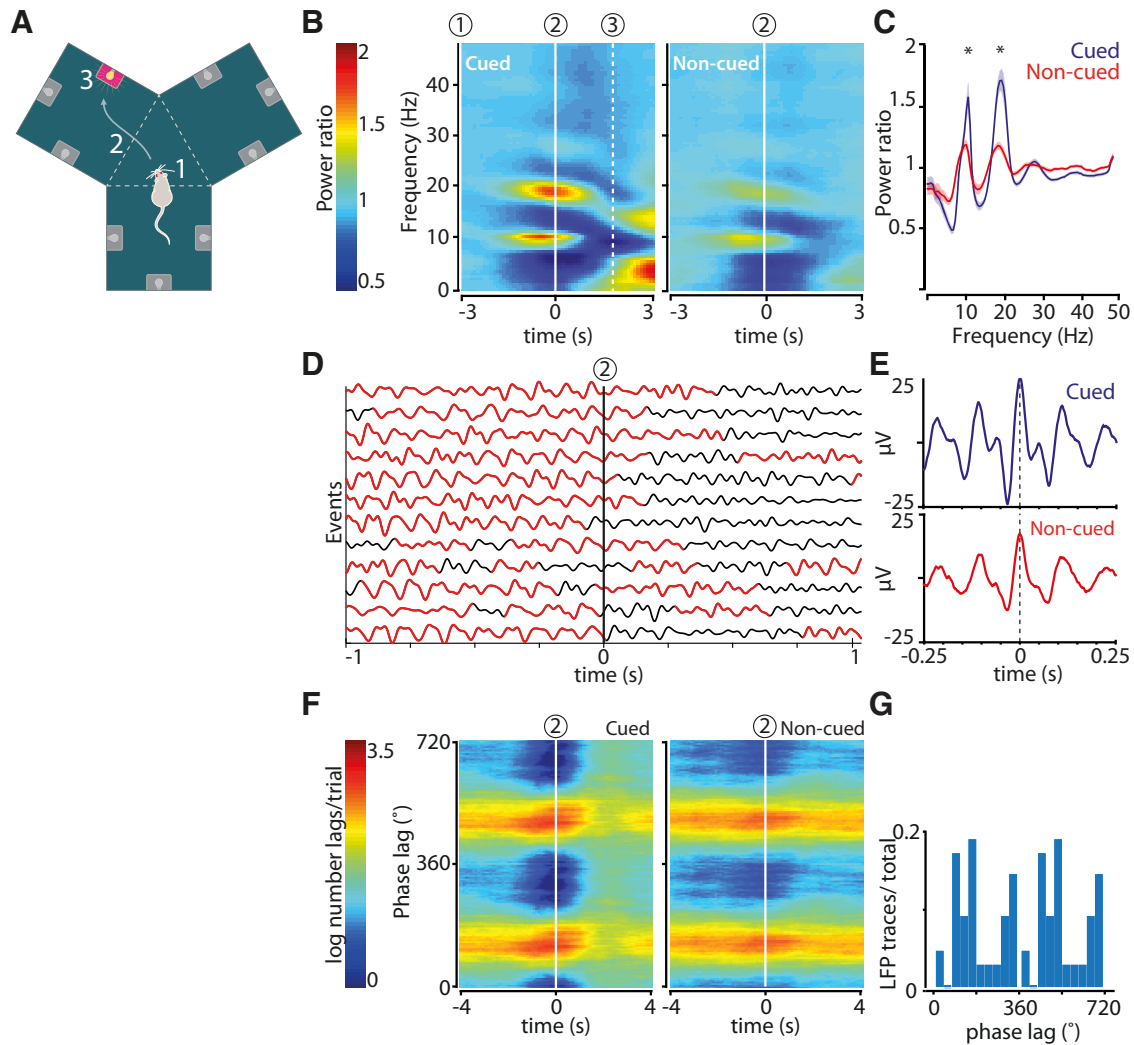 A
3
2
1
B
1
2
3
2
Power ratio
2
1.5
1
0.5
Frequency (Hz)
40
30
20
10
0
Cued
Non-cued
-3
0
3
-3
0
3
time (s)
time (s)
C
Power ratio
2
1.5
1
0.5
Cued
Non-cued
* *
10
20
30
40
50
Frequency (Hz)
D
2
Events
-1
0
1
time (s)
E
25
µV
-25
Cued
25
µV
-25
Non-cued
-0.25
0
0.25
time (s)
F
log number lags/trial
3.5
0
Phase lag (˚)
720
360
0
2
Cued
2
Non-cued
-4
0
4
-4
0
4
time (s)
time (s)
G
LFP traces/ total
0.2
0
0
360
720
phase lag (˚)